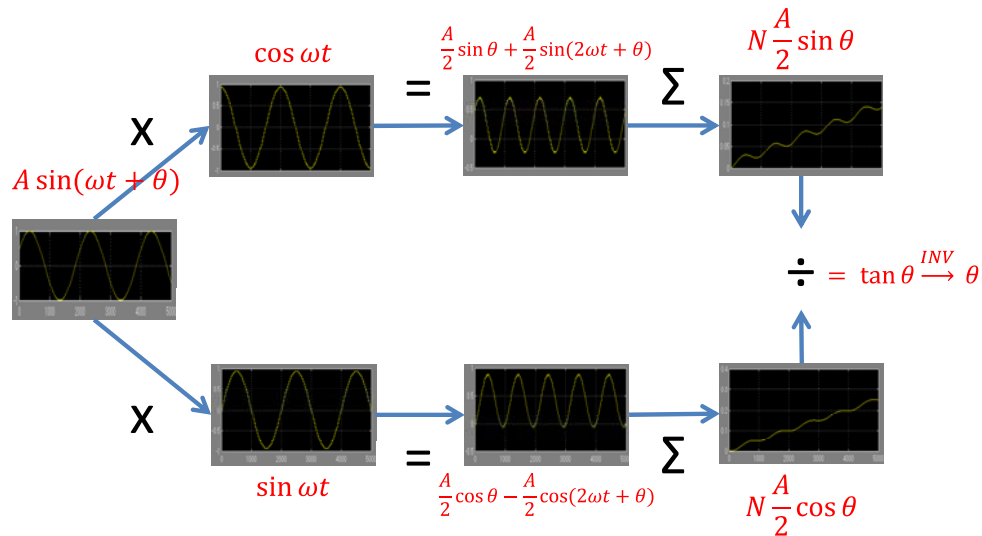 cos ωt
=
A/2 sin θ + A/2 sin(2ωt + θ)
Σ
N A/2 sin θ
X
A sin(ωt + θ)
÷ = tan θ —INV→ θ
X
sin ωt
=
A/2 cos θ − A/2 cos(2ωt + θ)
Σ
N A/2 cos θ